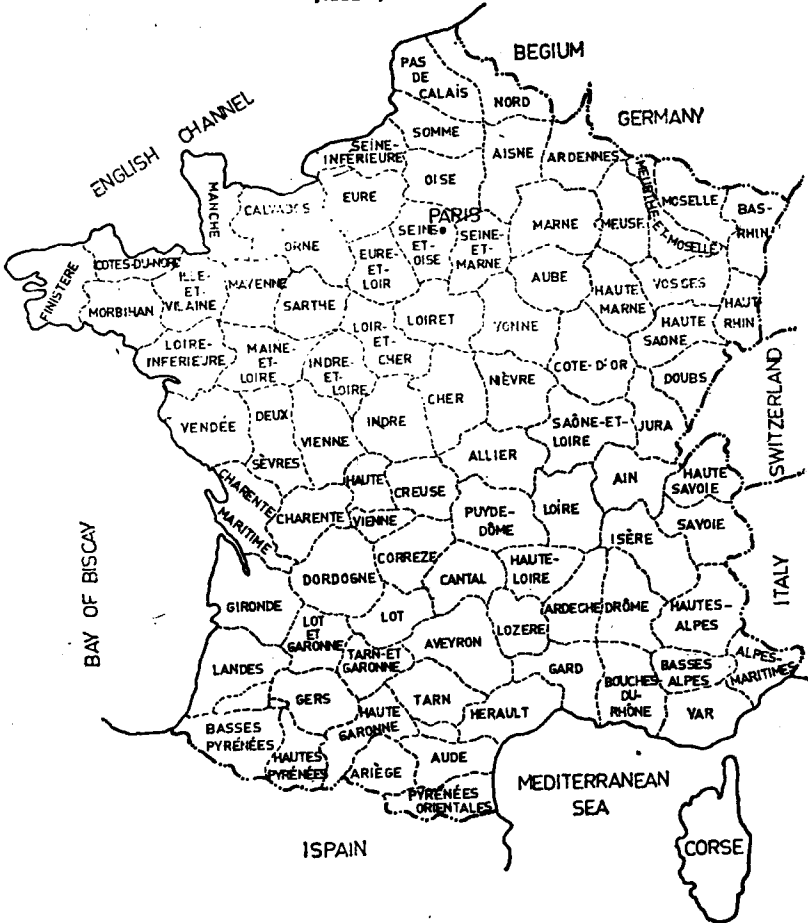 BEGIUM
PAS
DE
CALAIS
NORD
GERMANY
ENGLISH CHANNEL
SOMME
SEINE-
INFERIEURE
AISNE
ARDENNES
OISE
MEURTHE-ET-MOSELLE
MOSELLE
BAS-
RHIN
MANCHE
CALVADOS
EURE
PARIS
SEINE-
ET-
OISE
SEINE-
ET-
MARNE
MARNE
MEUSE
ORNE
EURE-
ET-
LOIR
FINISTERE
COTES-DU-NORD
ILLE-
ET-
VILAINE
MAYENNE
MORBIHAN
SARTHE
AUBE
HAUTE
MARNE
VOSGES
HAUT
RHIN
LOIR-
ET-
CHER
LOIRET
YONNE
HAUTE
SAONE
LOIRE-
INFERIEURE
MAINE-
ET-
LOIRE
INDRE-
ET-
LOIRE
CHER
NIÈVRE
COTE-D'OR
DOUBS
SWITZERLAND
VENDÉE
DEUX
SÈVRES
VIENNE
INDRE
SAÔNE-ET-
LOIRE
JURA
ALLIER
CHARENTE
MARITIME
CHARENTE
HAUTE
VIENNE
CREUSE
PUYDE-
DÔME
LOIRE
AIN
HAUTE
SAVOIE
ISÈRE
SAVOIE
BAY OF BISCAY
DORDOGNE
CORREZE
CANTAL
HAUTE-
LOIRE
ITALY
GIRONDE
LOT
ET
GARONNE
LOT
AVEYRON
LOZERE
ARDECHE
DRÔME
HAUTES-
ALPES
LANDES
TARN-ET
GARONNE
GARD
BASSES
ALPES
ALPES-
MARITIMES
BOUCHES
DU-
RHÔNE
VAR
GERS
HAUTE
GARONNE
TARN
HERAULT
BASSES
PYRÉNÉES
HAUTES
PYRÉNÉES
ARIÈGE
AUDE
PYRÉNÉES
ORIENTALES
MEDITERRANEAN
SEA
ISPAIN
CORSE